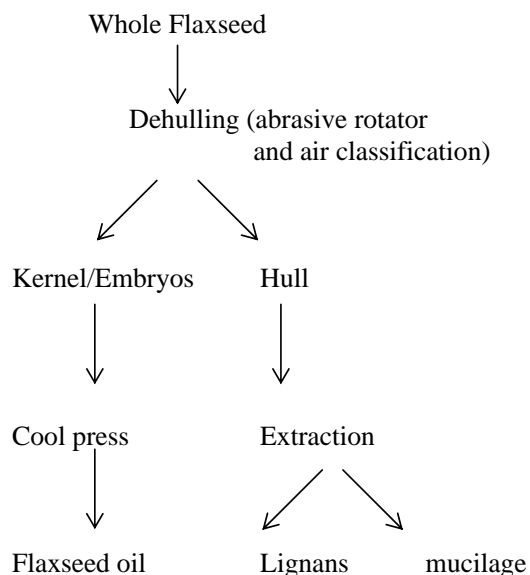 Whole Flaxseed
Dehulling (abrasive rotator
and air classification)
Kernel/Embryos Hull
Cool press Extraction
Flaxseed oil Lignans mucilage